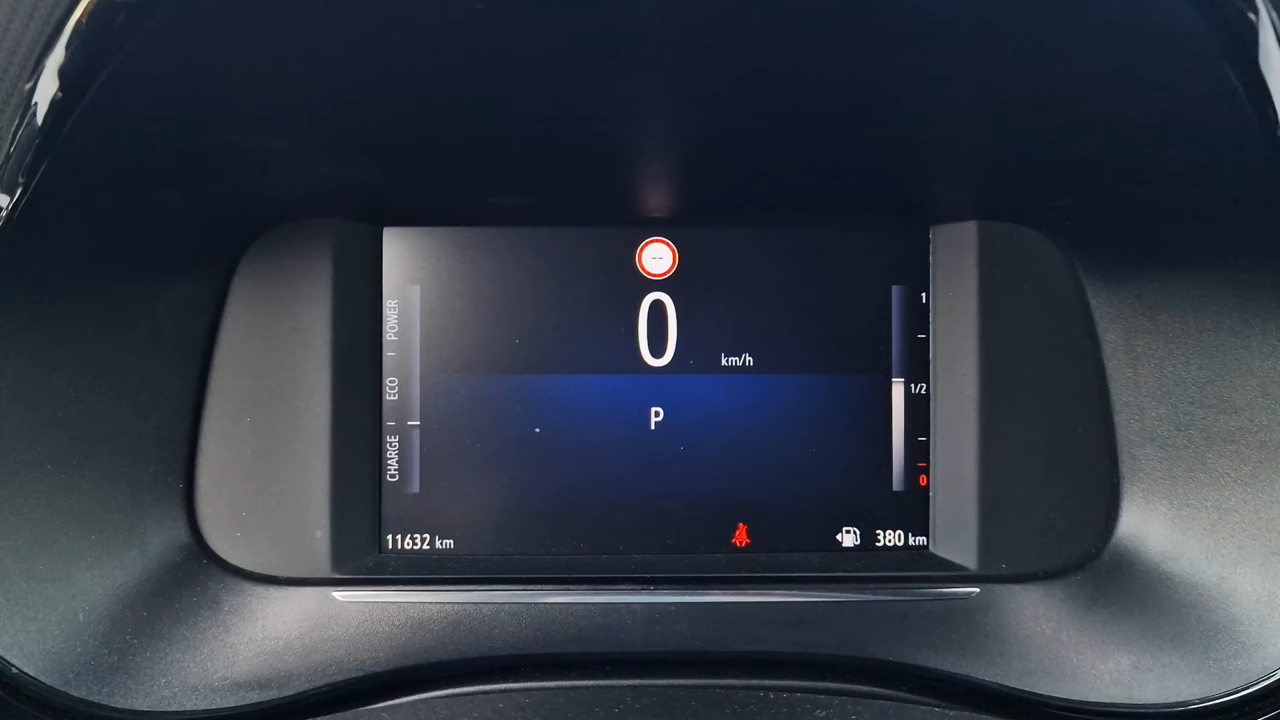 --
0
km/h
P
POWER
ECO
CHARGE
1
1/2
0
11632 km
380 km